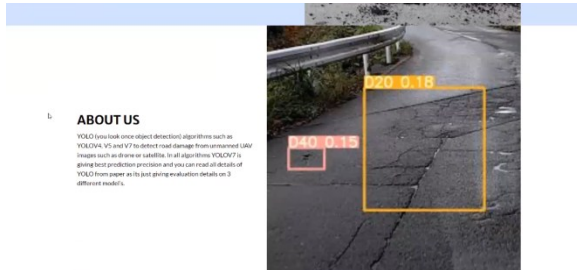 D20 0.18
D40 0.15
ABOUT US
YOLO (you look once object detection) algorithms such as
YOLOV4, V5 and V7 to detect road damage from unmanned UAV
images such as drone or satellite. In all algorithms YOLOV7 is
giving best prediction precision and you can read all details of
YOLO from paper as its just giving evaluation details on 3
different model's.